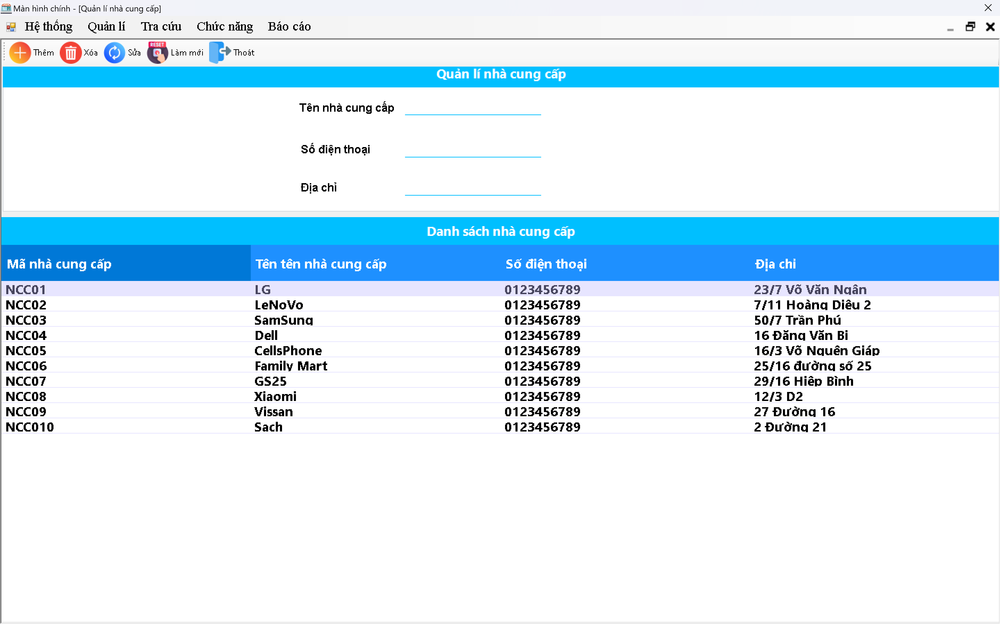 Màn hình chính - [Quản lí nhà cung cấp]
Hệ thống Quản lí Tra cứu Chức năng Báo cáo
Thêm Xóa Sửa RESET Làm mới Thoát
Quản lí nhà cung cấp
Tên nhà cung cấp
Số điện thoại
Địa chỉ
Danh sách nhà cung cấp
Mã nhà cung cấp Tên tên nhà cung cấp Số điện thoại Địa chỉ
NCC01 LG 0123456789 23/7 Võ Văn Ngân
NCC02 LeNoVo 0123456789 7/11 Hoàng Diệu 2
NCC03 SamSung 0123456789 50/7 Trần Phú
NCC04 Dell 0123456789 16 Đặng Văn Bi
NCC05 CellsPhone 0123456789 16/3 Võ Nguên Giáp
NCC06 Family Mart 0123456789 25/16 đường số 25
NCC07 GS25 0123456789 29/16 Hiệp Bình
NCC08 Xiaomi 0123456789 12/3 D2
NCC09 Vissan 0123456789 27 Đường 16
NCC010 Sach 0123456789 2 Đường 21